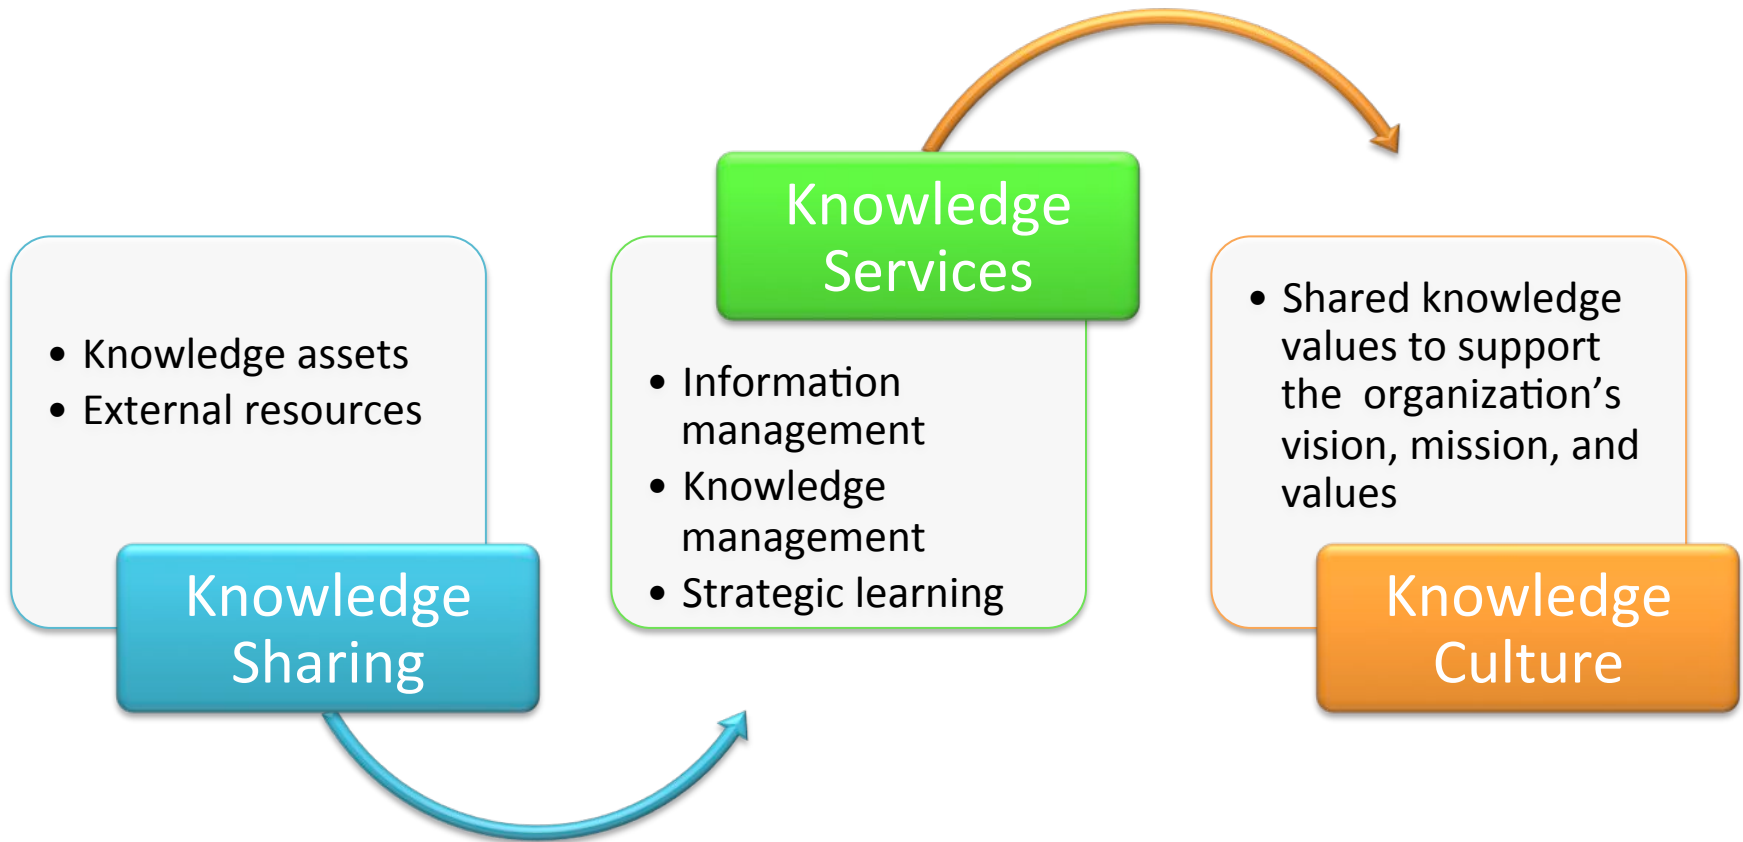 • Knowledge assets
• External resources
Knowledge
Sharing
Knowledge
Services
• Information
management
• Knowledge
management
• Strategic learning
• Shared knowledge
values to support
the  organization’s
vision, mission, and
values
Knowledge
Culture